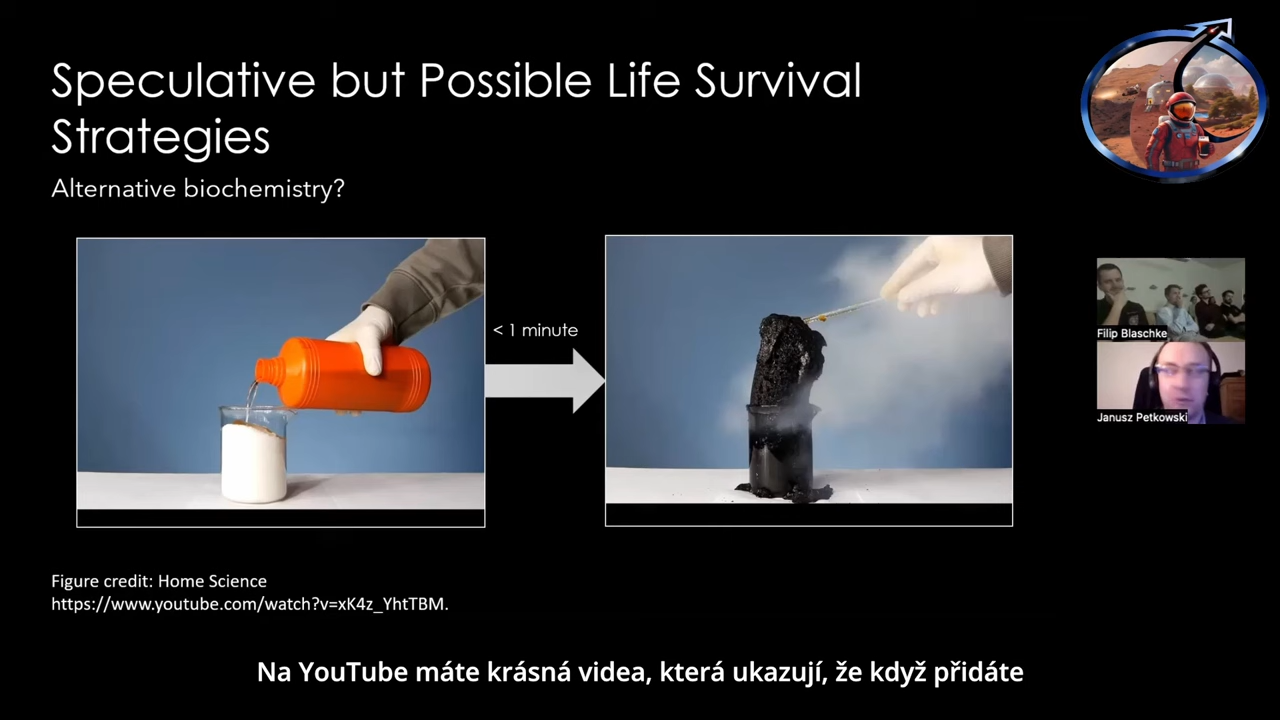 Speculative but Possible Life Survival
Strategies
Alternative biochemistry?
< 1 minute
Filip Blaschke
Janusz Petkowski
Figure credit: Home Science
https://www.youtube.com/watch?v=xK4z_YhtTBM.
Na YouTube máte krásná videa, která ukazují, že když přidáte